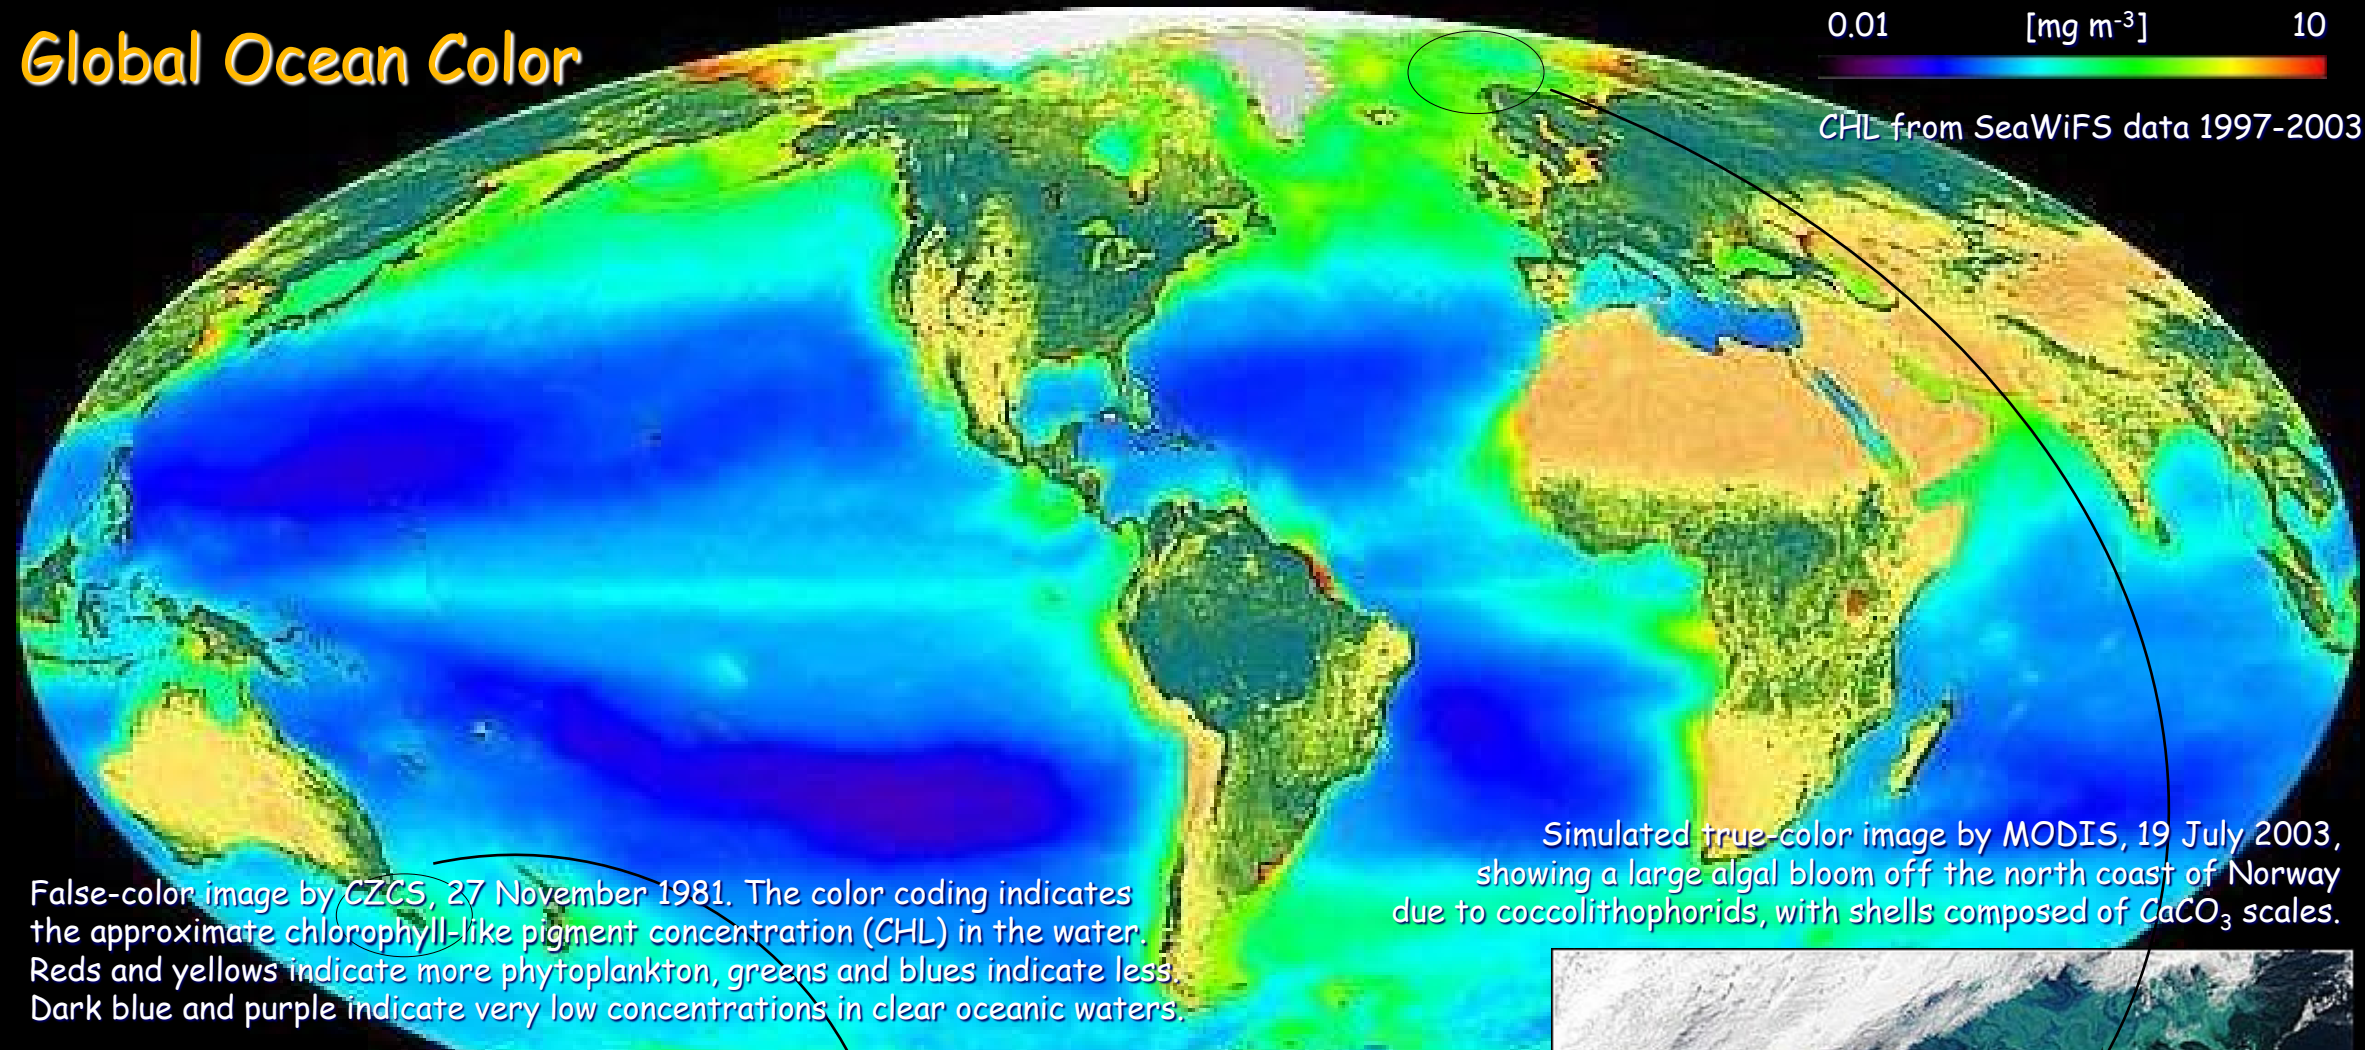 Global Ocean Color
0.01 [mg m⁻³] 10
CHL from SeaWiFS data 1997-2003
Simulated true-color image by MODIS, 19 July 2003,
showing a large algal bloom off the north coast of Norway
due to coccolithophorids, with shells composed of CaCO₃ scales.
False-color image by CZCS, 27 November 1981. The color coding indicates
the approximate chlorophyll-like pigment concentration (CHL) in the water.
Reds and yellows indicate more phytoplankton, greens and blues indicate less.
Dark blue and purple indicate very low concentrations in clear oceanic waters.